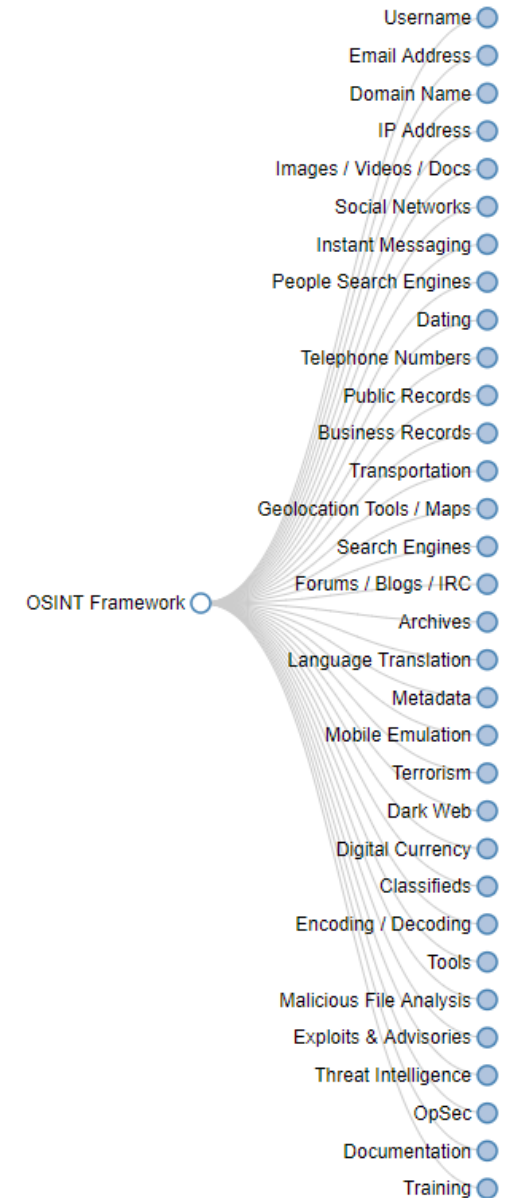 Username
Email Address
Domain Name
IP Address
Images / Videos / Docs
Social Networks
Instant Messaging
People Search Engines
Dating
Telephone Numbers
Public Records
Business Records
Transportation
Geolocation Tools / Maps
Search Engines
Forums / Blogs / IRC
OSINT Framework
Archives
Language Translation
Metadata
Mobile Emulation
Terrorism
Dark Web
Digital Currency
Classifieds
Encoding / Decoding
Tools
Malicious File Analysis
Exploits & Advisories
Threat Intelligence
OpSec
Documentation
Training